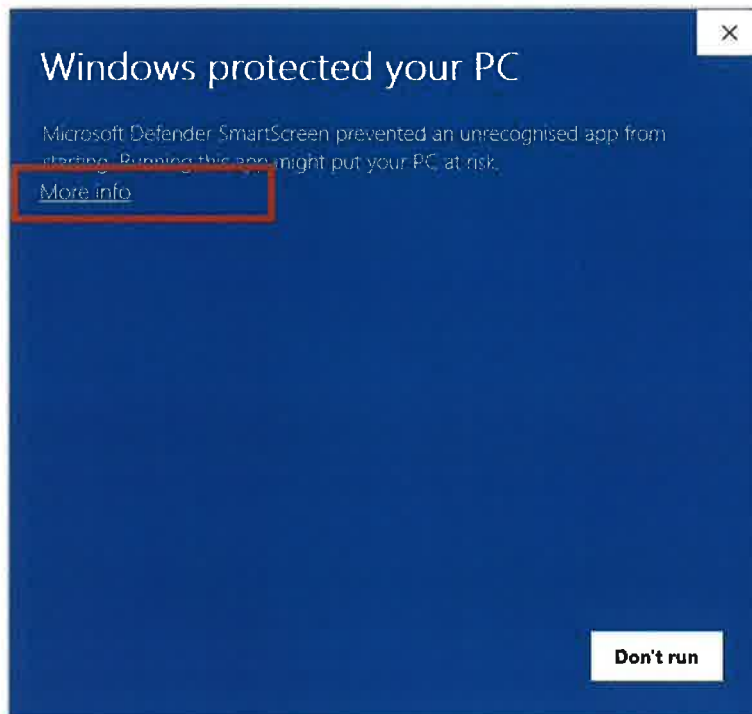 Windows protected your PC
Microsoft Defender SmartScreen prevented an unrecognised app from
starting. Running this app might put your PC at risk.
More info
Don't run